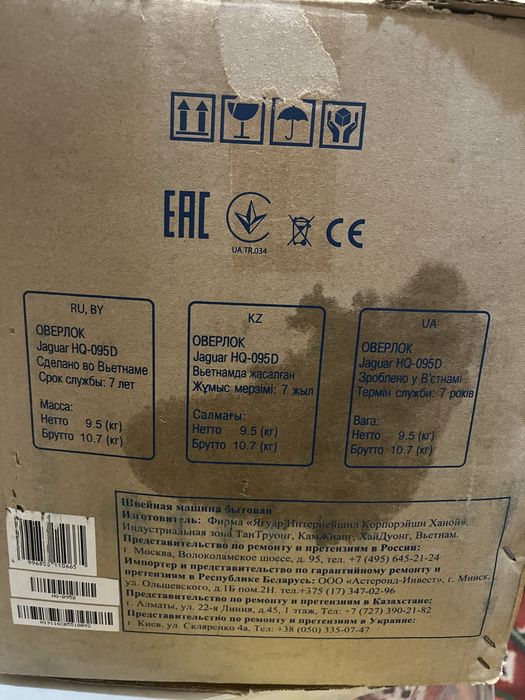 EAC
UA.TR.034
CE
RU, BY
ОВЕРЛОК
Jaguar HQ-095D
Сделано во Вьетнаме
Срок службы: 7 лет
Масса:
Нетто 9.5 (кг)
Брутто 10.7 (кг)
KZ
ОВЕРЛОК
Jaguar HQ-095D
Вьетнамда жасалған
Жұмыс мерзімі: 7 жыл
Салмағы:
Нетто 9.5 (кг)
Брутто 10.7 (кг)
UA
ОВЕРЛОК
Jaguar HQ-095D
Зроблено у В'єтнамі
Термін служби: 7 років
Вага:
Нетто 9.5 (кг)
Брутто 10.7 (кг)
Швейная машина бытовая
Изготовитель: Фирма «Ягуар Интернейшнл Корпорэйшн Ханой».
Индустриальная зона ТанТруонг, КамЖианг, ХайДуонг, Вьетнам.
Представительство по ремонту и претензиям в России:
г. Москва, Волоколамское шоссе, д. 95, тел. +7 (495) 645-21-24
Импортер и представительство по гарантийному ремонту и
претензиям в Республике Беларусь: ООО «Астероид-Инвест», г. Минск,
ул. Ольшевского, д.1Б пом.2Н. тел.+375 (17) 347-02-96
Представительство по ремонту и претензиям в Казахстане:
г. Алматы, ул. 22-я Линия, д.45, 1 этаж, Тел: +7 (727) 390-21-82
Представительство по ремонту и претензиям в Украине:
г. Киев, ул. Скляренко 4а, Тел: +38 (050) 335-07-47
4 996855 110665
HQ-095D